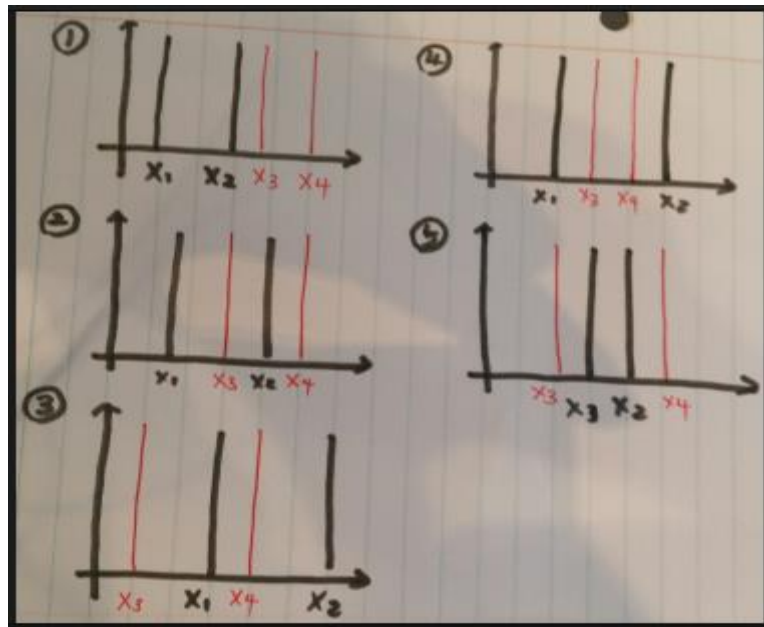 ①
x₁ x₂ x₃ x₄
②
x₁ x₃ x₂ x₄
③
x₃ x₁ x₄ x₂
④
x₁ x₃ x₄ x₂
⑤
x₃ x₃ x₂ x₄